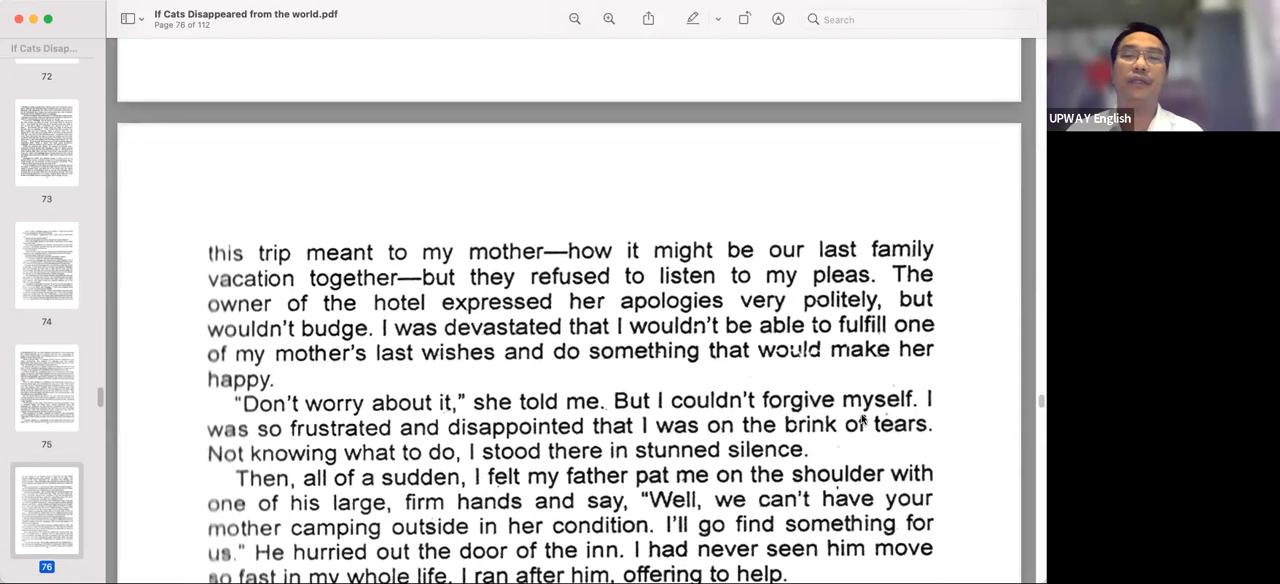 If Cats Disappeared from the world.pdf
Page 76 of 112
Search
If Cats Disap...
72
73
74
75
76
UPWAY English
this trip meant to my mother—how it might be our last family
vacation together—but they refused to listen to my pleas. The
owner of the hotel expressed her apologies very politely, but
wouldn't budge. I was devastated that I wouldn't be able to fulfill one
of my mother's last wishes and do something that would make her
happy.
"Don't worry about it," she told me. But I couldn't forgive myself. I
was so frustrated and disappointed that I was on the brink of tears.
Not knowing what to do, I stood there in stunned silence.
Then, all of a sudden, I felt my father pat me on the shoulder with
one of his large, firm hands and say, "Well, we can't have your
mother camping outside in her condition. I'll go find something for
us." He hurried out the door of the inn. I had never seen him move
so fast in my whole life. I ran after him, offering to help.